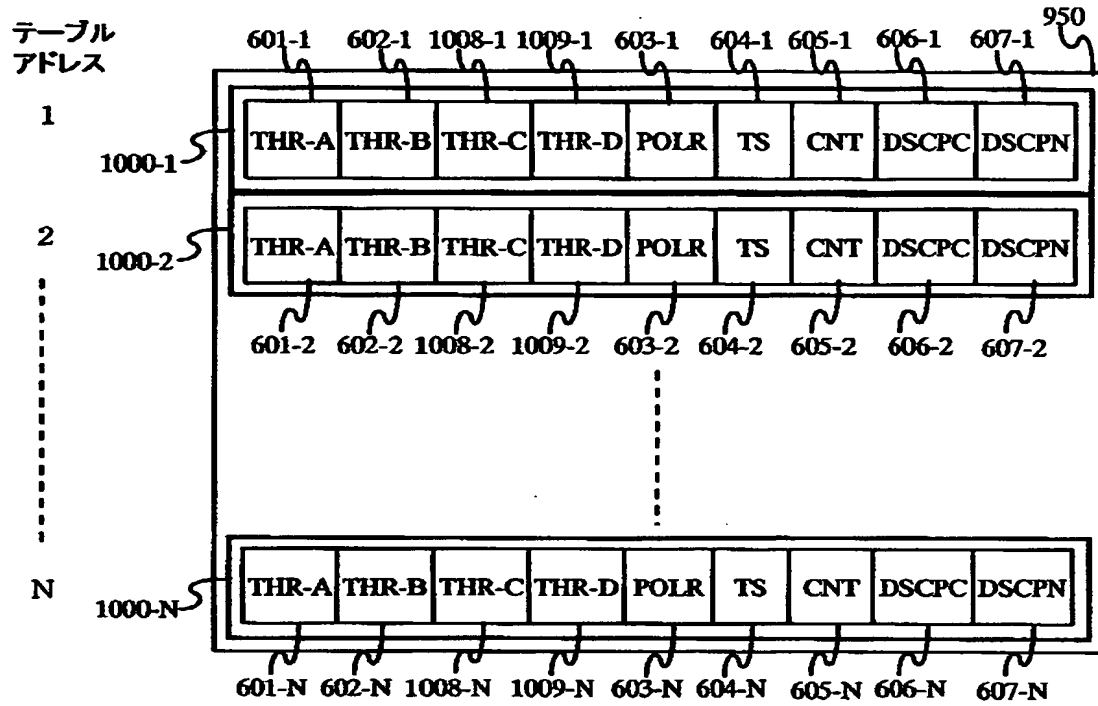 テーブル
アドレス
601-1 602-1 1008-1 1009-1 603-1 604-1 605-1 606-1 607-1 950
1
THR-A THR-B THR-C THR-D POLR TS CNT DSCPC DSCPN
1000-1
2
THR-A THR-B THR-C THR-D POLR TS CNT DSCPC DSCPN
1000-2
601-2 602-2 1008-2 1009-2 603-2 604-2 605-2 606-2 607-2
N
THR-A THR-B THR-C THR-D POLR TS CNT DSCPC DSCPN
1000-N
601-N 602-N 1008-N 1009-N 603-N 604-N 605-N 606-N 607-N